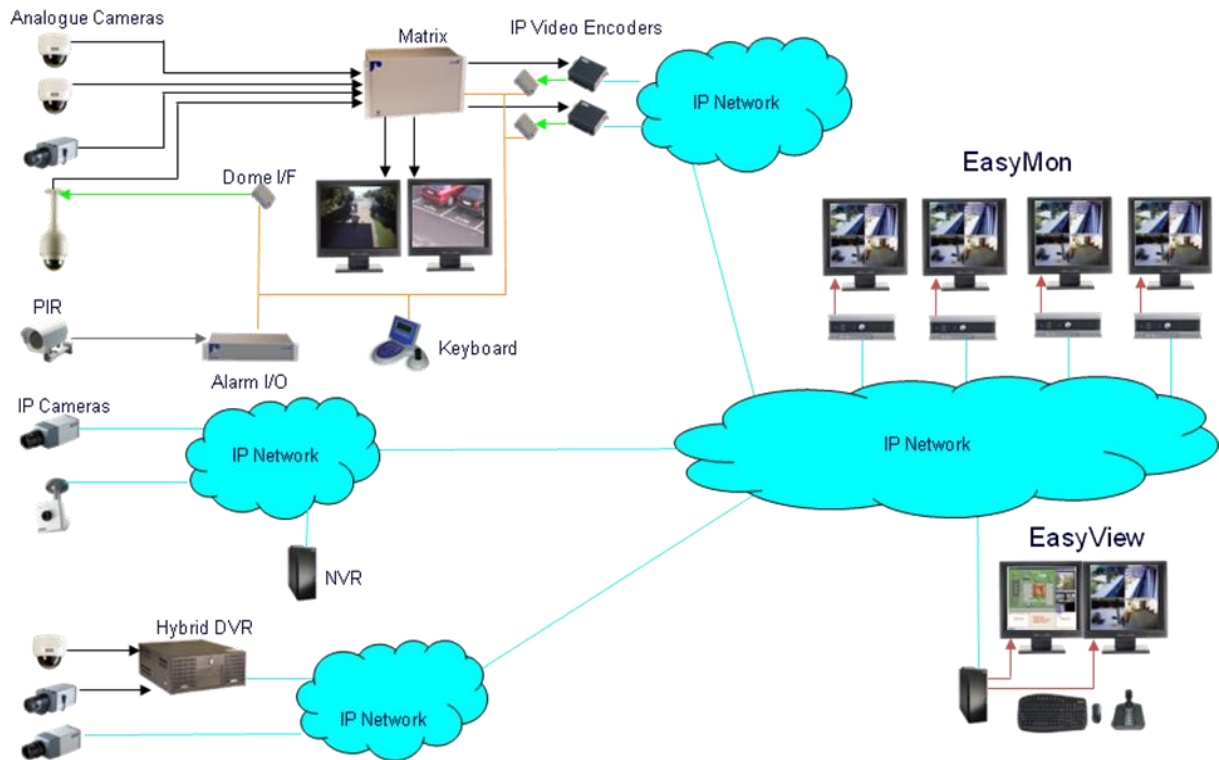 Analogue Cameras
Matrix
IP Video Encoders
IP Network
Dome I/F
EasyMon
PIR
Keyboard
Alarm I/O
IP Cameras
IP Network
IP Network
NVR
EasyView
Hybrid DVR
IP Network